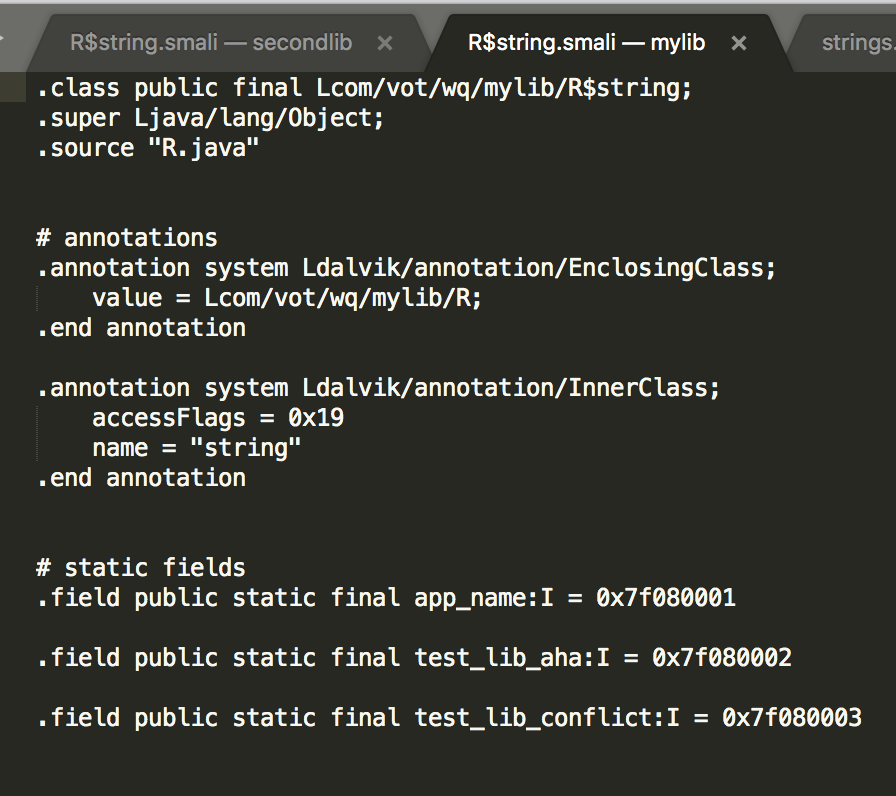 R$string.smali — secondlib ×
R$string.smali — mylib ×
strings.
.class public final Lcom/vot/wq/mylib/R$string;
.super Ljava/lang/Object;
.source "R.java"
# annotations
.annotation system Ldalvik/annotation/EnclosingClass;
    value = Lcom/vot/wq/mylib/R;
.end annotation
.annotation system Ldalvik/annotation/InnerClass;
    accessFlags = 0x19
    name = "string"
.end annotation
# static fields
.field public static final app_name:I = 0x7f080001
.field public static final test_lib_aha:I = 0x7f080002
.field public static final test_lib_conflict:I = 0x7f080003